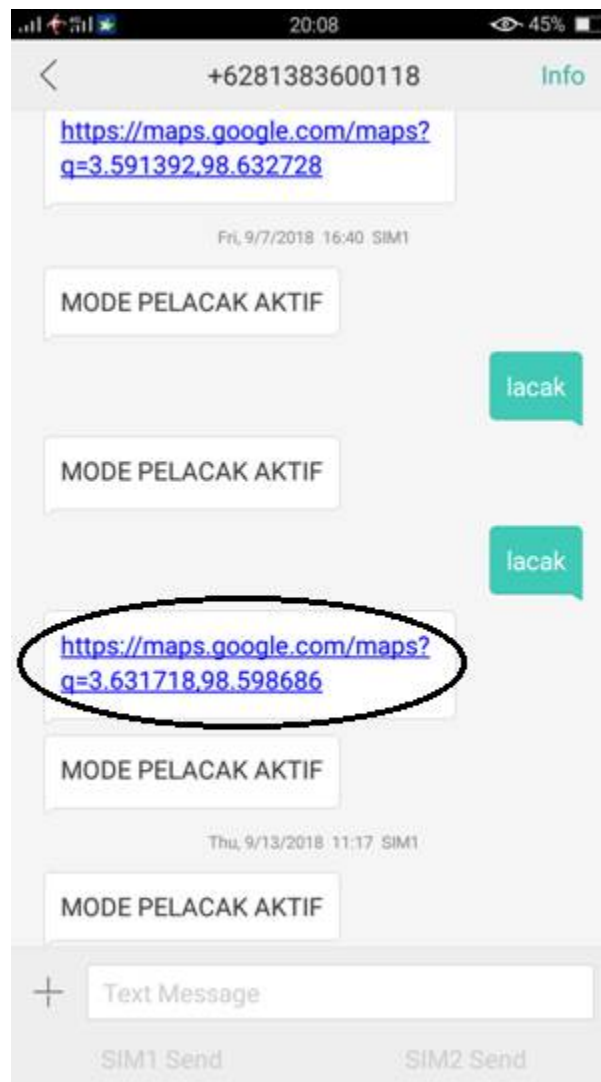 20:08
45%
+6281383600118
Info
https://maps.google.com/maps?
q=3.591392,98.632728
Fri, 9/7/2018 16:40 SIM1
MODE PELACAK AKTIF
lacak
MODE PELACAK AKTIF
lacak
https://maps.google.com/maps?
q=3.631718,98.598686
MODE PELACAK AKTIF
Thu, 9/13/2018 11:17 SIM1
MODE PELACAK AKTIF
Text Message
SIM1 Send
SIM2 Send